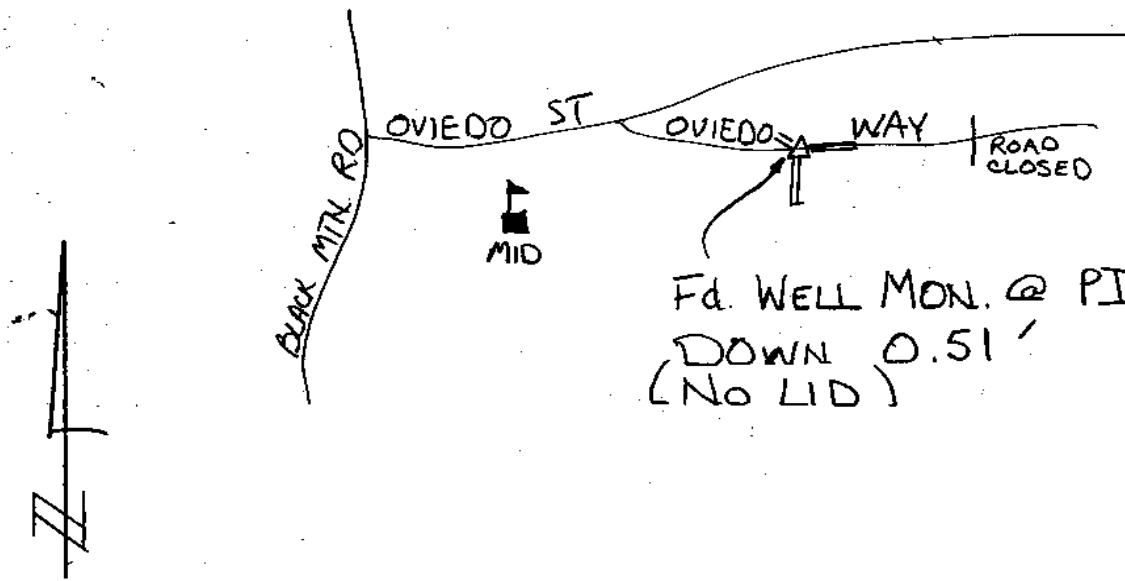 OVIEDO ST
OVIEDO WAY
ROAD
CLOSED
BLACK MTN. RD
MID
Fd. WELL MON. @ PI
DOWN 0.51'
(NO LID)
N